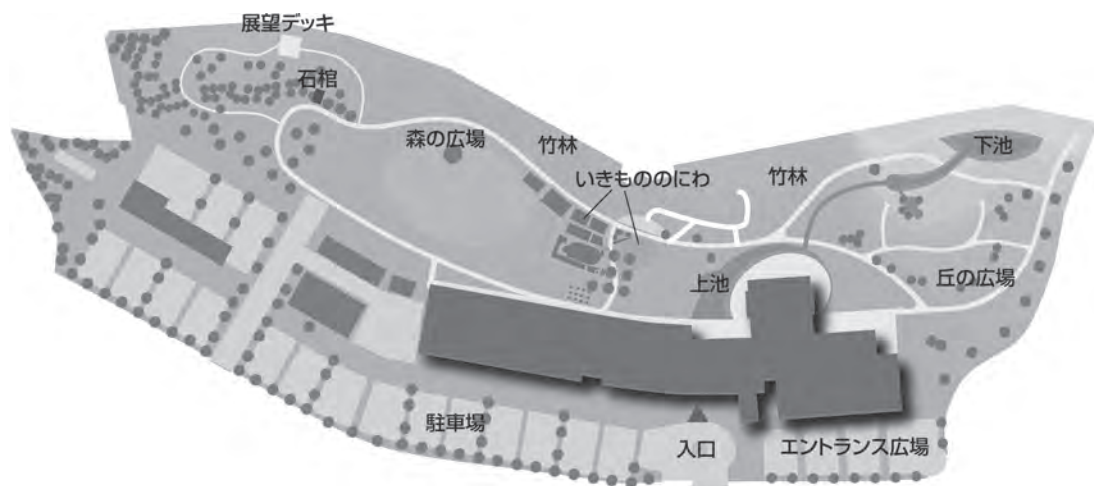 展望デッキ
石棺
森の広場
竹林
いきもののにわ
竹林
下池
上池
丘の広場
駐車場
入口
エントランス広場